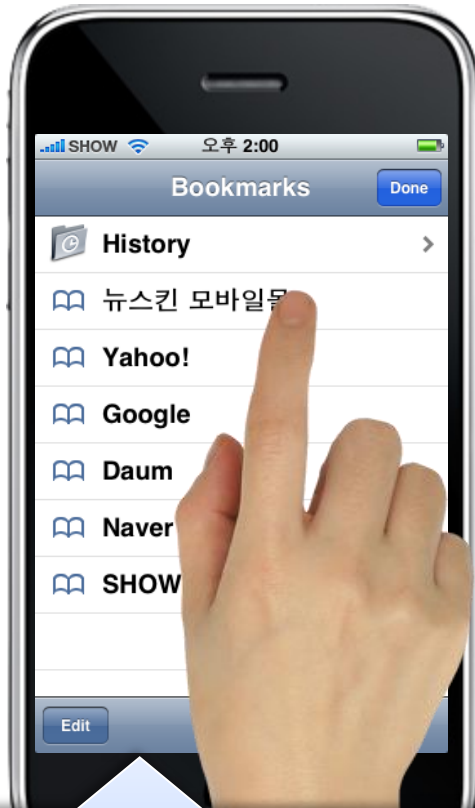 SHOW 오후 2:00
Bookmarks Done
History
뉴스킨 모바일몰
Yahoo!
Google
Daum
Naver
SHOW
Edit